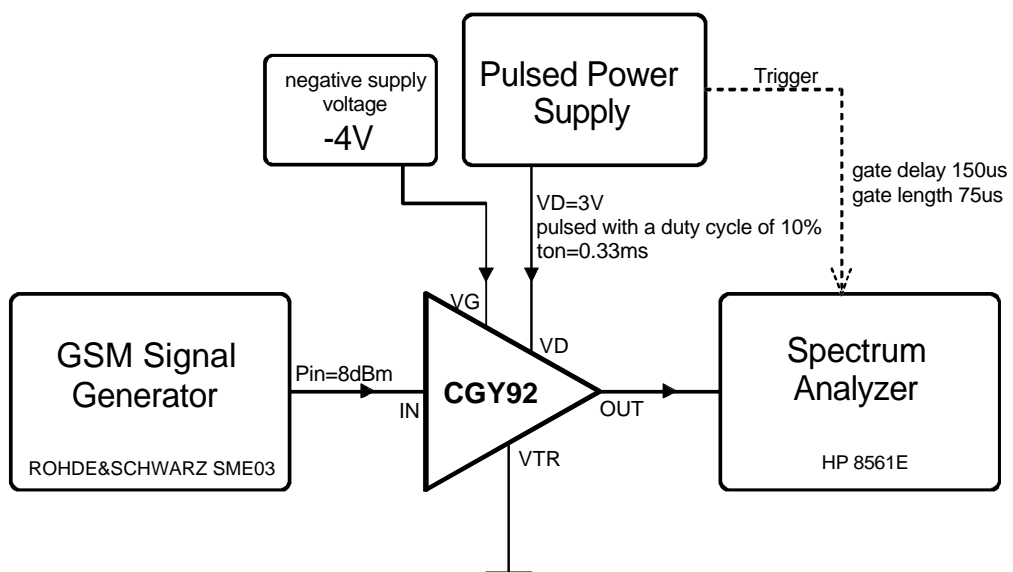 negative supply
voltage
-4V
Pulsed Power
Supply
Trigger
gate delay 150us
gate length 75us
VD=3V
pulsed with a duty cycle of 10%
ton=0.33ms
GSM Signal
Generator
ROHDE&SCHWARZ SME03
Pin=8dBm
IN
VG
VD
CGY92
OUT
VTR
Spectrum
Analyzer
HP 8561E